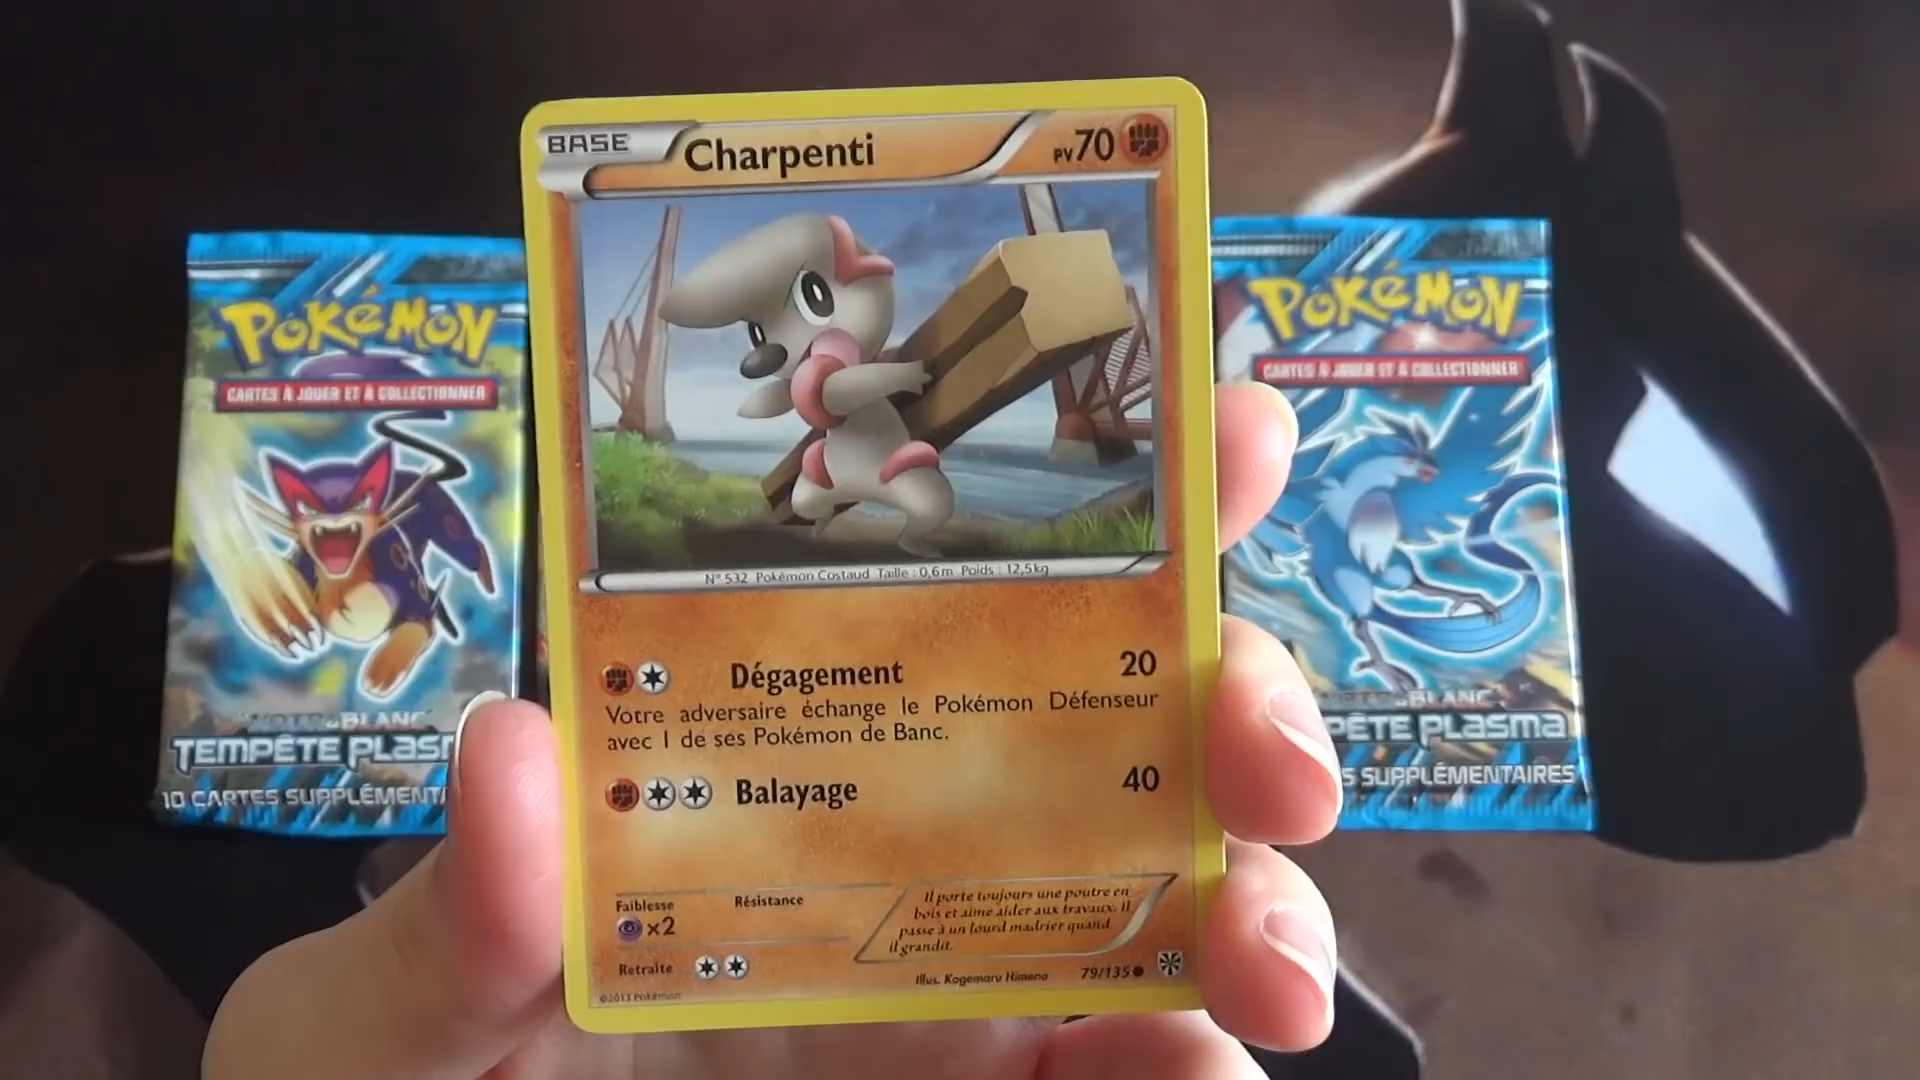 BASE
Charpenti
PV70
N° 532 Pokémon Costaud Taille : 0,6m Poids : 12,5kg
Dégagement 20
Votre adversaire échange le Pokémon Défenseur
avec 1 de ses Pokémon de Banc.
Balayage 40
Faiblesse
×2
Résistance
Retraite
Il porte toujours une poutre en
bois et aime aider aux travaux. Il
passe à un lourd madrier quand
il grandit.
Illus. Kagemaru Himeno
79/135
©2013 Pokémon
POKÉMON
CARTES À JOUER ET À COLLECTIONNER
BLANC
TEMPÊTE PLASM
10 CARTES SUPPLÉMENTA
POKÉMON
CARTES À JOUER ET À COLLECTIONNER
BLANC
PÊTE PLASMA
S SUPPLÉMENTAIRES